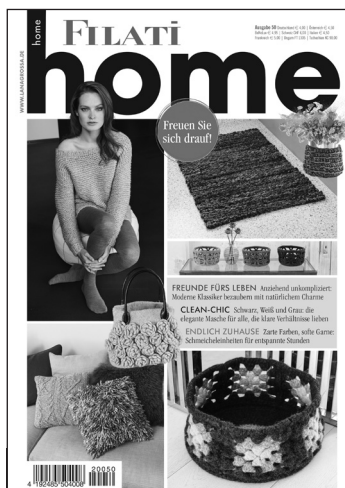 home
FILATI
Ausgabe 50
home
WWW.LANAGROSSA.DE
Freuen Sie
sich drauf!
FREUNDE FÜRS LEBEN Anziehend unkompliziert:
Moderne Klassiker bezaubern mit natürlichem Charme
CLEAN-CHIC Schwarz, Weiß und Grau: die
elegante Masche für alle, die klare Verhältnisse lieben
ENDLICH ZUHAUSE Zarte Farben, softe Garne:
Schmeicheleinheiten für entspannte Stunden
20050
4 192485 504008